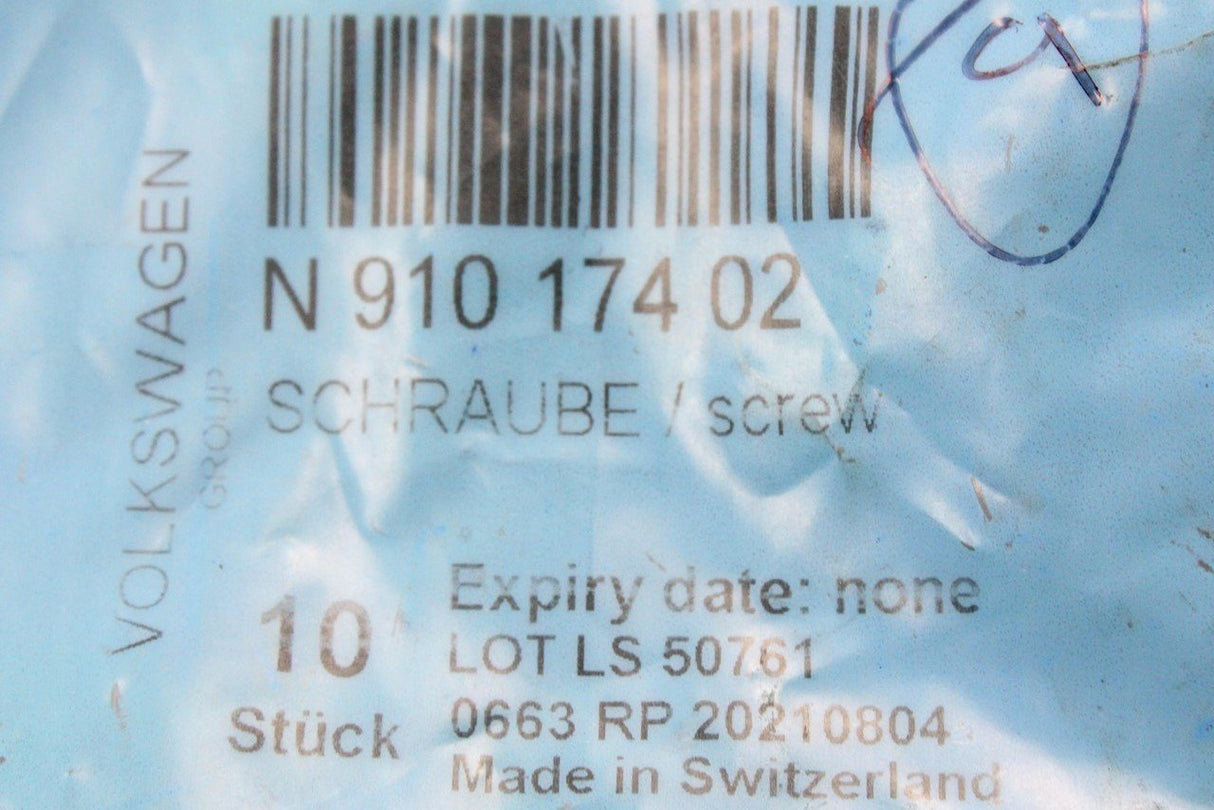 N 910 174 02
SCHRAUBE / screw
VOLKSWAGEN
GROUP
10
Stück
Expiry date: none
LOT LS 50761
0663 RP 20210804
Made in Switzerland